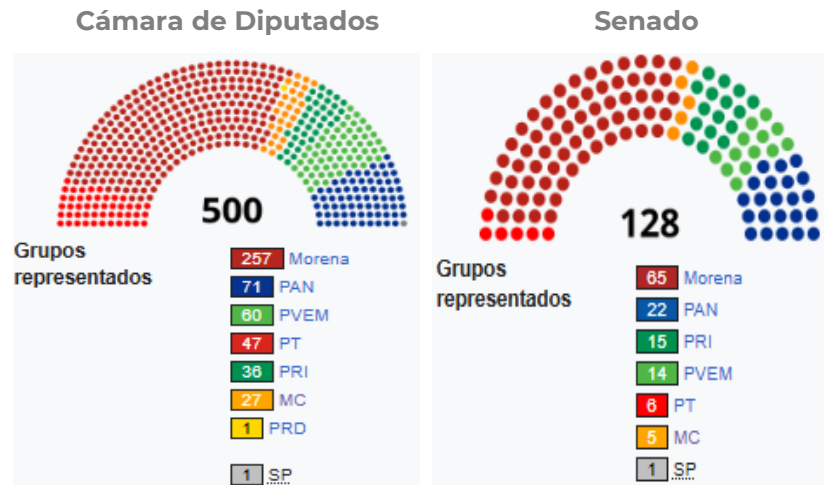 Cámara de Diputados
500
Grupos
representados
257 Morena
71 PAN
60 PVEM
47 PT
36 PRI
27 MC
1 PRD
1 SP
Senado
128
Grupos
representados
65 Morena
22 PAN
15 PRI
14 PVEM
6 PT
5 MC
1 SP